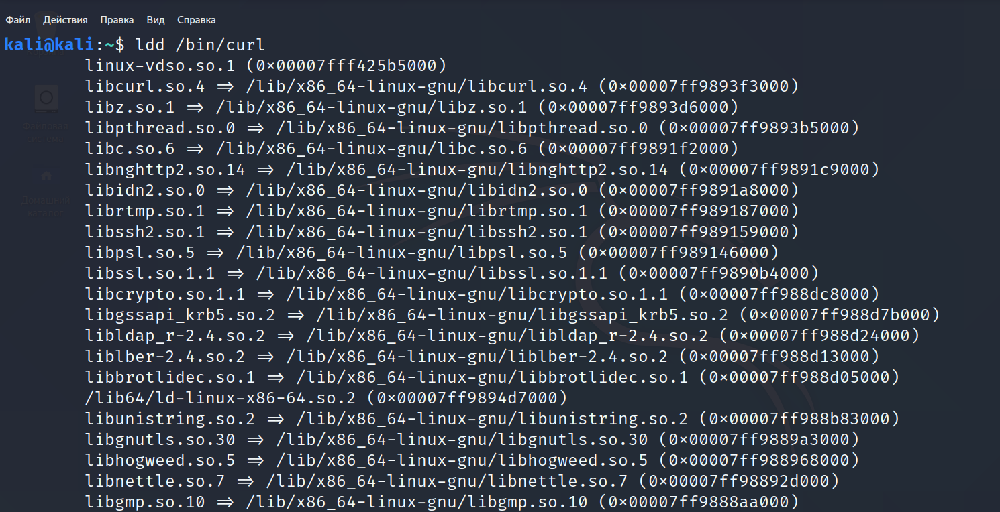 Файл Действия Правка Вид Справка
kali@kali:~$ ldd /bin/curl
linux-vdso.so.1 (0×00007fff425b5000)
libcurl.so.4 ⇒ /lib/x86_64-linux-gnu/libcurl.so.4 (0×00007ff9893f3000)
libz.so.1 ⇒ /lib/x86_64-linux-gnu/libz.so.1 (0×00007ff9893d6000)
libpthread.so.0 ⇒ /lib/x86_64-linux-gnu/libpthread.so.0 (0×00007ff9893b5000)
Файловая
система
libc.so.6 ⇒ /lib/x86_64-linux-gnu/libc.so.6 (0×00007ff9891f2000)
libnghttp2.so.14 ⇒ /lib/x86_64-linux-gnu/libnghttp2.so.14 (0×00007ff9891c9000)
libidn2.so.0 ⇒ /lib/x86_64-linux-gnu/libidn2.so.0 (0×00007ff9891a8000)
Домашний
каталог
librtmp.so.1 ⇒ /lib/x86_64-linux-gnu/librtmp.so.1 (0×00007ff989187000)
libssh2.so.1 ⇒ /lib/x86_64-linux-gnu/libssh2.so.1 (0×00007ff989159000)
libpsl.so.5 ⇒ /lib/x86_64-linux-gnu/libpsl.so.5 (0×00007ff989146000)
libssl.so.1.1 ⇒ /lib/x86_64-linux-gnu/libssl.so.1.1 (0×00007ff9890b4000)
libcrypto.so.1.1 ⇒ /lib/x86_64-linux-gnu/libcrypto.so.1.1 (0×00007ff988dc8000)
libgssapi_krb5.so.2 ⇒ /lib/x86_64-linux-gnu/libgssapi_krb5.so.2 (0×00007ff988d7b000)
libldap_r-2.4.so.2 ⇒ /lib/x86_64-linux-gnu/libldap_r-2.4.so.2 (0×00007ff988d24000)
liblber-2.4.so.2 ⇒ /lib/x86_64-linux-gnu/liblber-2.4.so.2 (0×00007ff988d13000)
libbrotlidec.so.1 ⇒ /lib/x86_64-linux-gnu/libbrotlidec.so.1 (0×00007ff988d05000)
/lib64/ld-linux-x86-64.so.2 (0×00007ff9894d7000)
libunistring.so.2 ⇒ /lib/x86_64-linux-gnu/libunistring.so.2 (0×00007ff988b83000)
libgnutls.so.30 ⇒ /lib/x86_64-linux-gnu/libgnutls.so.30 (0×00007ff9889a3000)
libhogweed.so.5 ⇒ /lib/x86_64-linux-gnu/libhogweed.so.5 (0×00007ff988968000)
libnettle.so.7 ⇒ /lib/x86_64-linux-gnu/libnettle.so.7 (0×00007ff98892d000)
libgmp.so.10 ⇒ /lib/x86_64-linux-gnu/libgmp.so.10 (0×00007ff9888aa000)